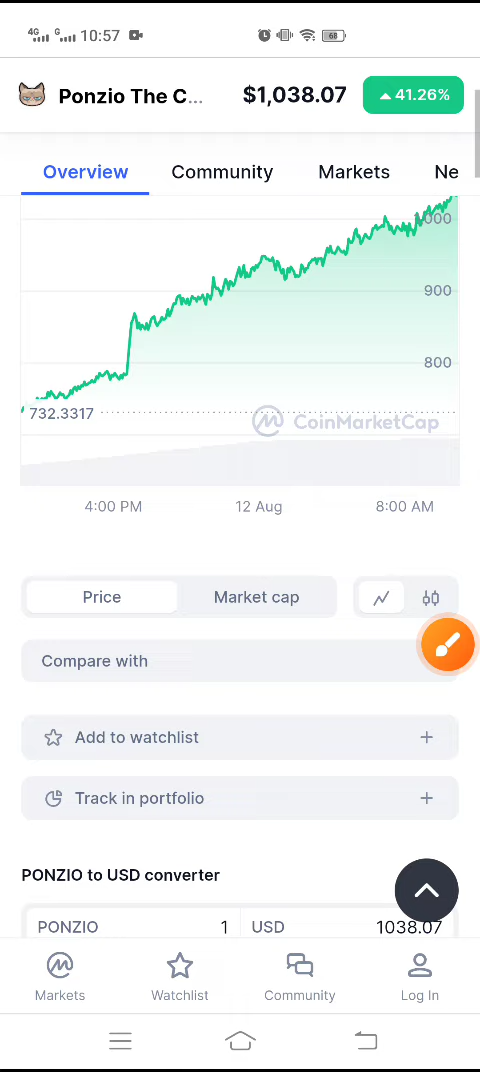 4G G 10:57 68
Ponzio The C... $1,038.07 41.26%
Overview Community Markets Ne
000
900
800
732.3317
CoinMarketCap
4:00 PM 12 Aug 8:00 AM
Price Market cap
Compare with
Add to watchlist +
Track in portfolio +
PONZIO to USD converter
PONZIO 1 USD 1038.07
Markets Watchlist Community Log In